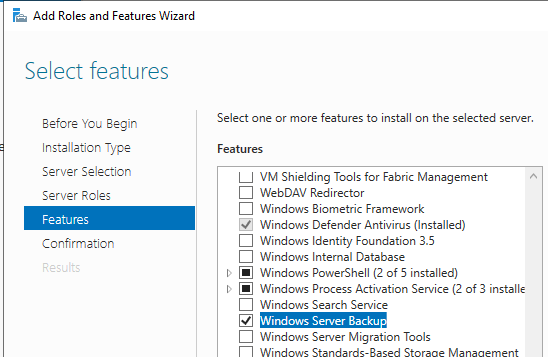 Add Roles and Features Wizard
Select features
Before You Begin
Installation Type
Server Selection
Server Roles
Features
Confirmation
Results
Select one or more features to install on the selected server.
Features
VM Shielding Tools for Fabric Management
WebDAV Redirector
Windows Biometric Framework
Windows Defender Antivirus (Installed)
Windows Identity Foundation 3.5
Windows Internal Database
Windows PowerShell (2 of 5 installed)
Windows Process Activation Service (2 of 3 installe
Windows Search Service
Windows Server Backup
Windows Server Migration Tools
Windows Standards-Based Storage Management